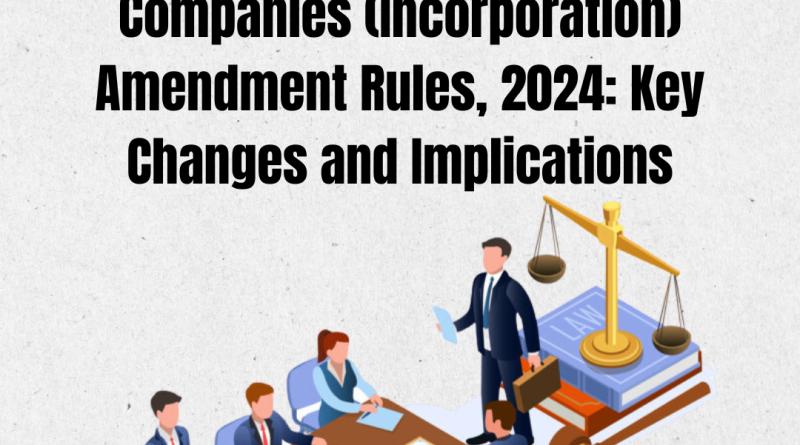 Companies (Incorporation)
Amendment Rules, 2024: Key
Changes and Implications
LAW